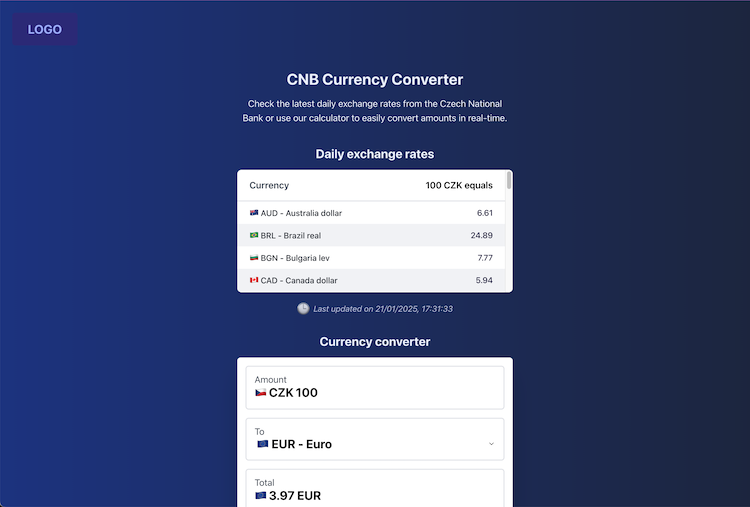 LOGO
CNB Currency Converter
Check the latest daily exchange rates from the Czech National
Bank or use our calculator to easily convert amounts in real-time.
Daily exchange rates
Currency 100 CZK equals
AUD - Australia dollar 6.61
BRL - Brazil real 24.89
BGN - Bulgaria lev 7.77
CAD - Canada dollar 5.94
Last updated on 21/01/2025, 17:31:33
Currency converter
Amount
CZK 100
To
EUR - Euro
Total
3.97 EUR